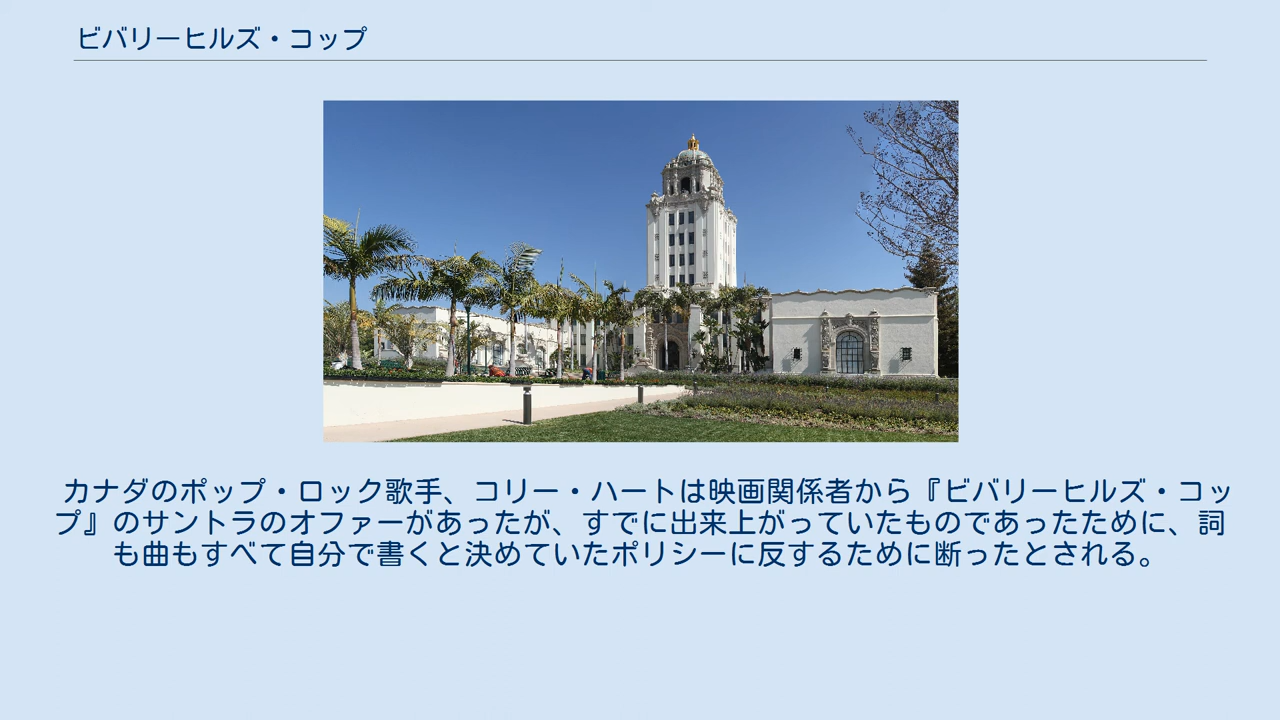 ビバリーヒルズ・コップ
カナダのポップ・ロック歌手、コリー・ハートは映画関係者から『ビバリーヒルズ・コッ
プ』のサントラのオファーがあったが、すでに出来上がっていたものであったために、詞
も曲もすべて自分で書くと決めていたポリシーに反するために断ったとされる。